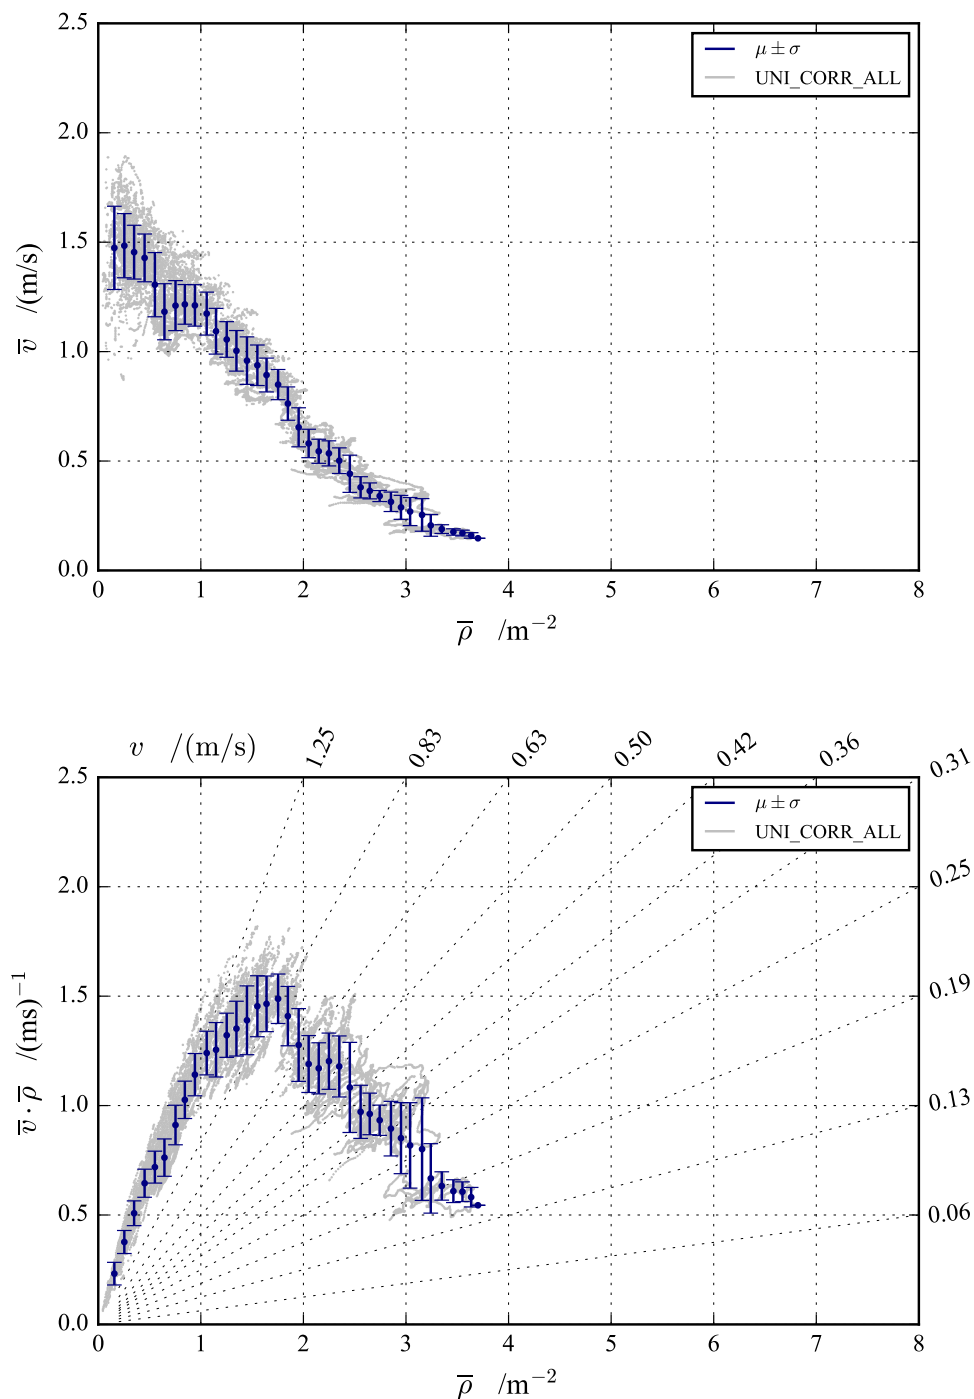 2.5
μ ± σ
UNI_CORR_ALL
2.0
1.5
v̅ /(m/s)
1.0
0.5
0.0
0 1 2 3 4 5 6 7 8
ρ̅ /m⁻²
v /(m/s) 1.25 0.83 0.63 0.50 0.42 0.36 0.31
2.5
μ ± σ
UNI_CORR_ALL
2.0 0.25
1.5 0.19
v̅ · ρ̅ /(ms)⁻¹
1.0 0.13
0.5 0.06
0.0
0 1 2 3 4 5 6 7 8
ρ̅ /m⁻²